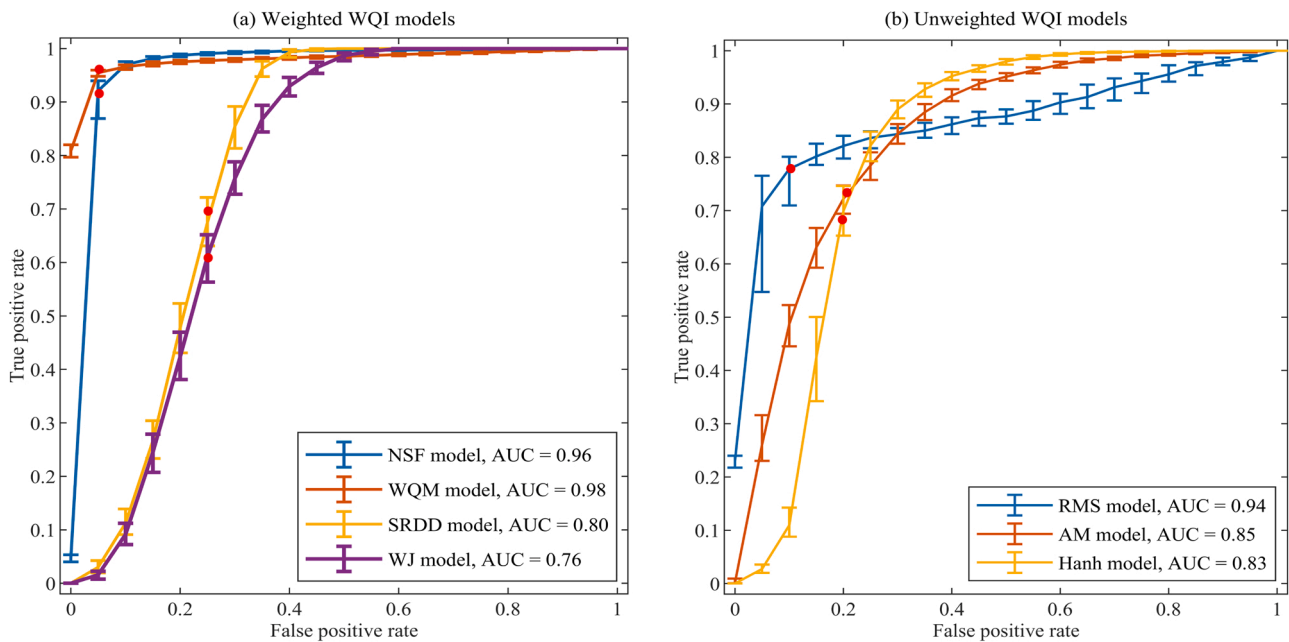 (a) Weighted WQI models
True positive rate
1
0.9
0.8
0.7
0.6
0.5
0.4
0.3
0.2
0.1
0
NSF model, AUC = 0.96
WQM model, AUC = 0.98
SRDD model, AUC = 0.80
WJ model, AUC = 0.76
0 0.2 0.4 0.6 0.8 1
False positive rate
(b) Unweighted WQI models
True positive rate
1
0.9
0.8
0.7
0.6
0.5
0.4
0.3
0.2
0.1
0
RMS model, AUC = 0.94
AM model, AUC = 0.85
Hanh model, AUC = 0.83
0 0.2 0.4 0.6 0.8 1
False positive rate